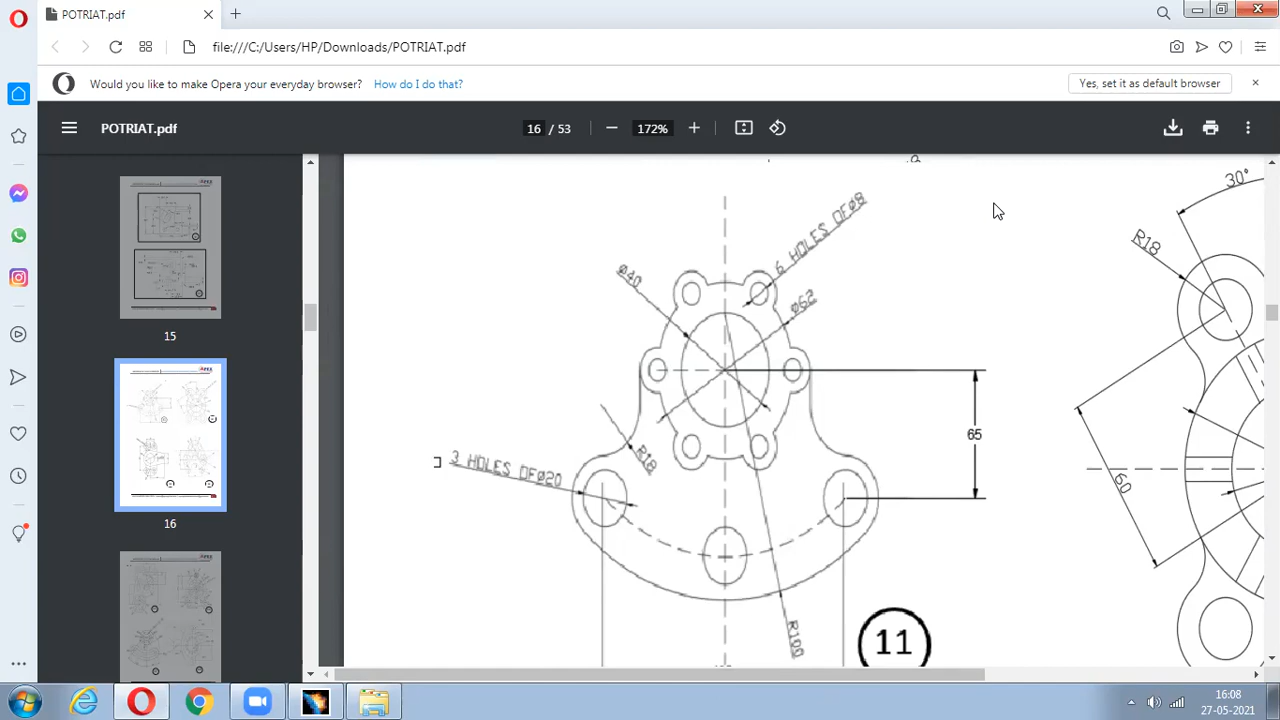 POTRIAT.pdf
file:///C:/Users/HP/Downloads/POTRIAT.pdf
Would you like to make Opera your everyday browser? How do I do that? Yes, set it as default browser
POTRIAT.pdf 16 / 53 172%
15
16
30°
R18
6 HOLES OFØ8
Ø40
Ø62
65
R18
3 HOLES OFØ20
60
R100
11
16:08
27-05-2021